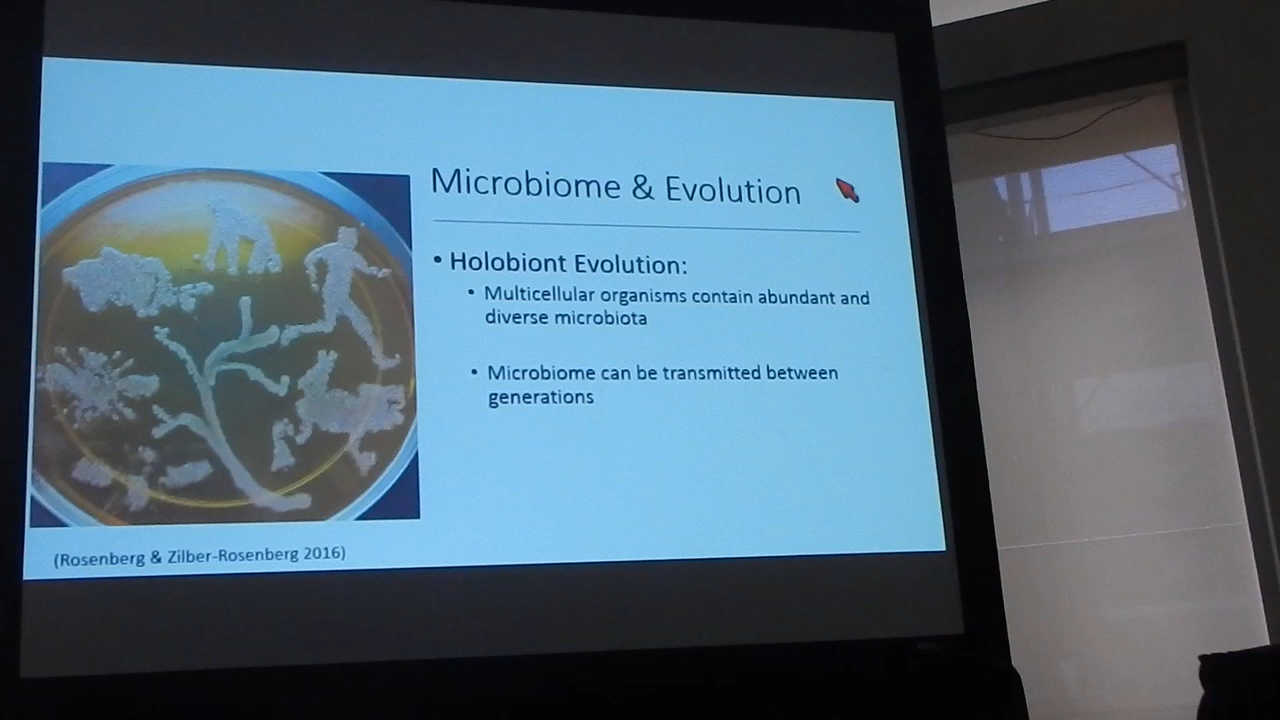 Microbiome & Evolution
• Holobiont Evolution:
• Multicellular organisms contain abundant and
diverse microbiota
• Microbiome can be transmitted between
generations
(Rosenberg & Zilber-Rosenberg 2016)